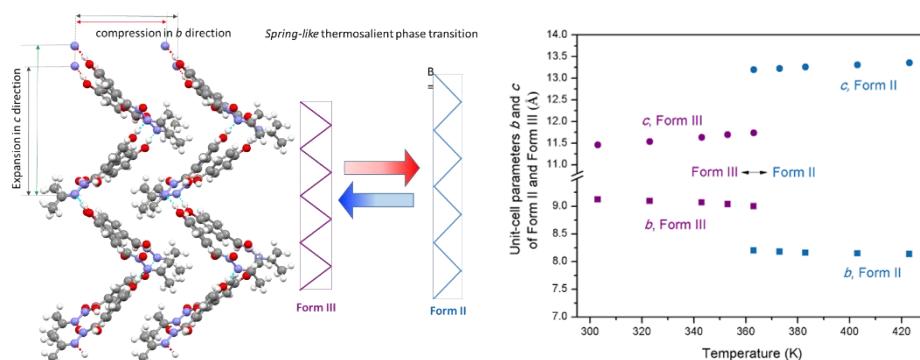 compression in b direction
Expansion in c direction
Spring-like thermosalient phase transition
B
=
Form III
Form II
Unit-cell parameters b and c
of Form II and Form III (Å)
14.0
13.5
13.0
12.5
12.0
11.5
11.0
9.0
8.5
8.0
7.5
7.0
c, Form II
c, Form III
Form III
Form II
b, Form III
b, Form II
300
320
340
360
380
400
420
Temperature (K)